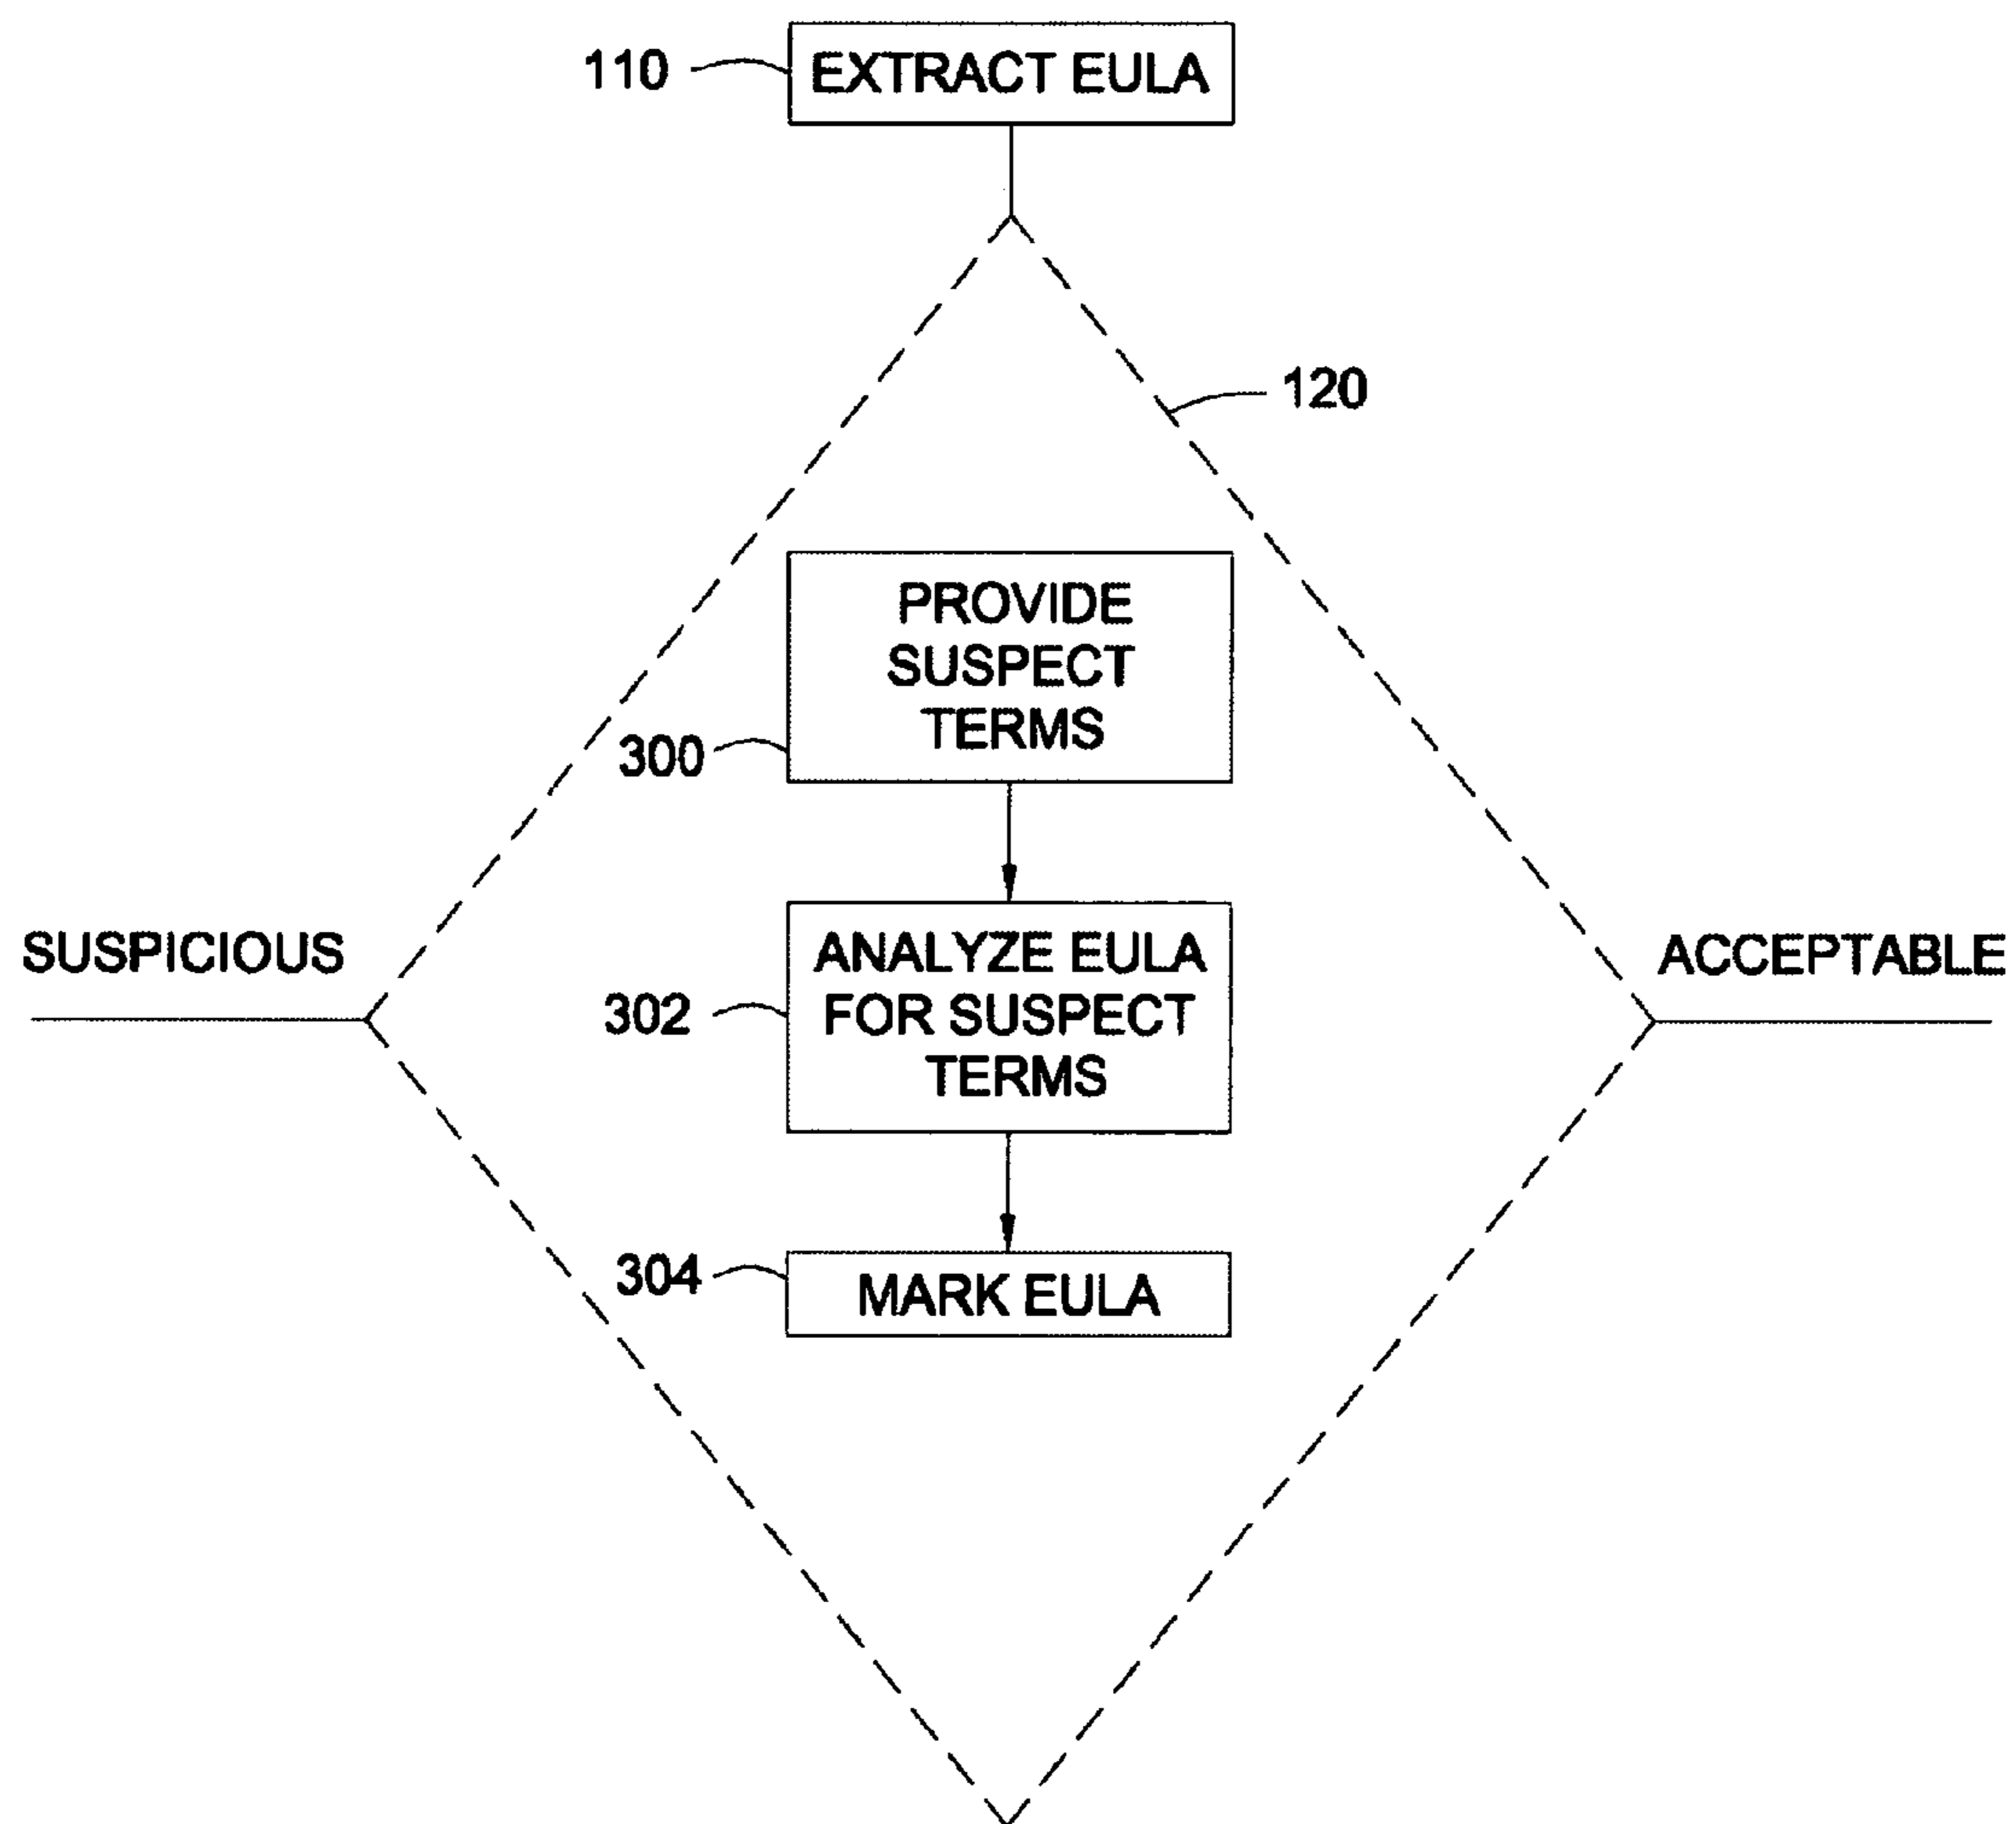 110
EXTRACT EULA
120
PROVIDE
SUSPECT
TERMS
300
SUSPICIOUS
ANALYZE EULA
FOR SUSPECT
TERMS
302
ACCEPTABLE
304
MARK EULA